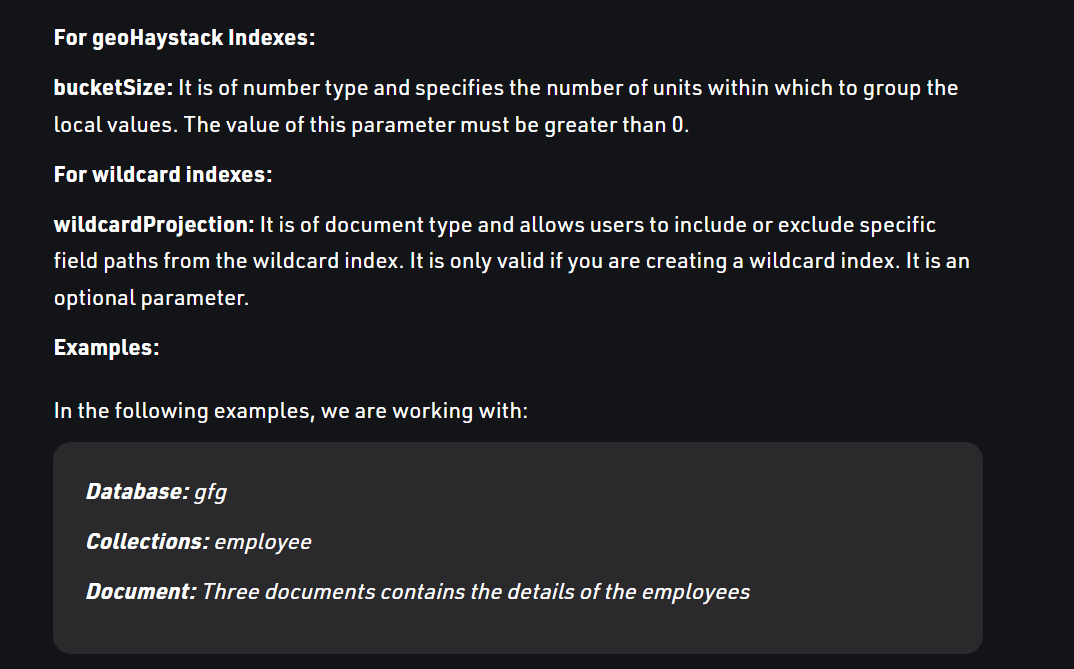 For geoHaystack Indexes:
bucketSize: It is of number type and specifies the number of units within which to group the
local values. The value of this parameter must be greater than 0.
For wildcard indexes:
wildcardProjection: It is of document type and allows users to include or exclude specific
field paths from the wildcard index. It is only valid if you are creating a wildcard index. It is an
optional parameter.
Examples:
In the following examples, we are working with:
Database: gfg
Collections: employee
Document: Three documents contains the details of the employees